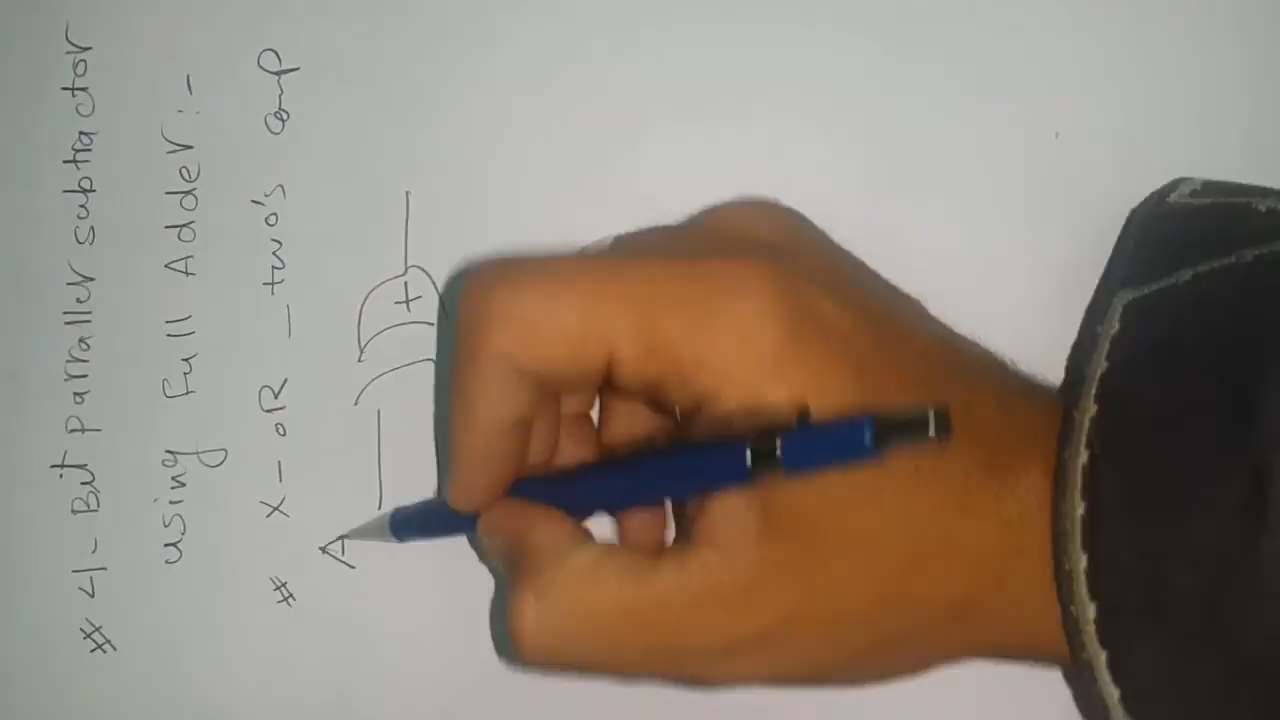 # 4-Bit parraller subtractor
using Full Adder:-
# X-OR _ two's comp
+
A